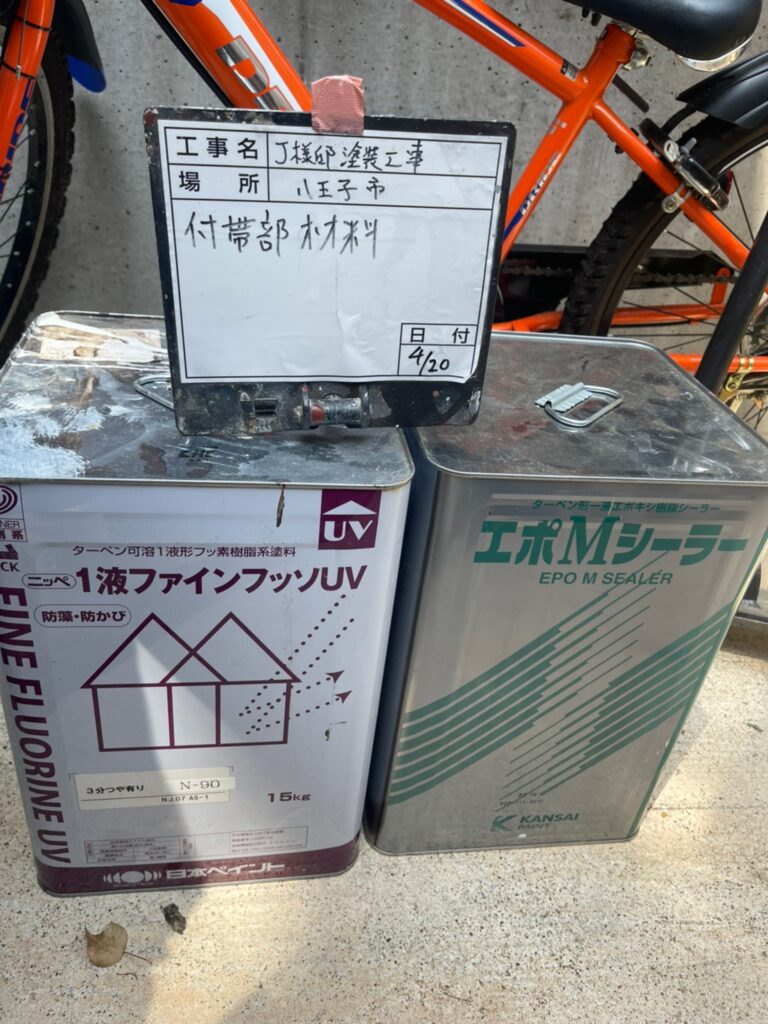 工事名 J様邸塗装工事
場所 八王子市
付帯部材料
日付
4/20
UV
ターペン可溶1液形フッ素樹脂系塗料
ニッペ 1液ファインフッソUV
防藻・防かび
FINE FLUORINE UV
3分つや有り N-90
N.J.07 AS-1
15kg
日本ペイント
ターペン形一液エポキシ樹脂シーラー
エポMシーラー
EPO M SEALER
KANSAI
PAINT